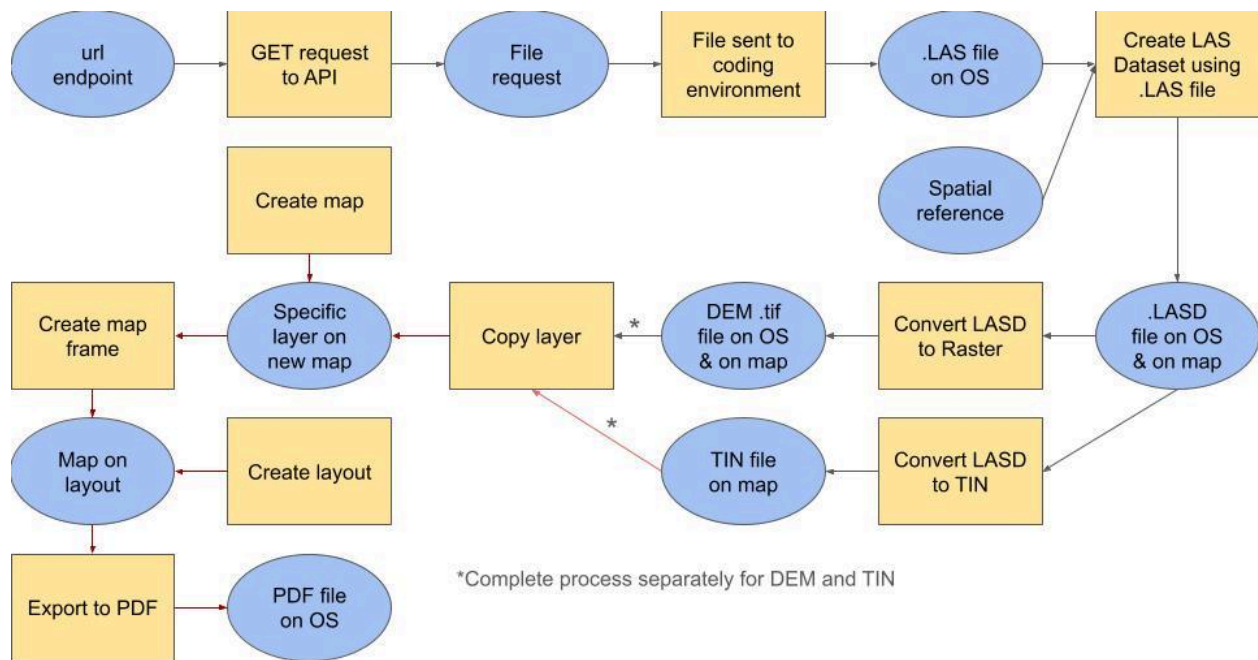 url
endpoint
GET request
to API
File
request
File sent to
coding
environment
.LAS file
on OS
Create LAS
Dataset using
.LAS file
Create map
Spatial
reference
Create map
frame
Specific
layer on
new map
Copy layer
*
DEM .tif
file on OS
& on map
Convert LASD
to Raster
.LASD
file on OS
& on map
*
Map on
layout
Create layout
TIN file
on map
Convert LASD
to TIN
Export to PDF
PDF file
on OS
*Complete process separately for DEM and TIN